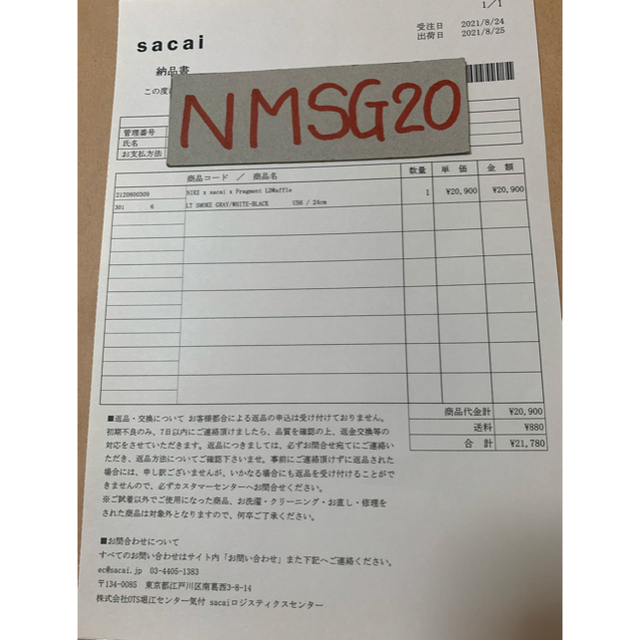 1/1
sacai
受注日 2021/8/24
出荷日 2021/8/25
納品書
この度
NMSG20
管理番号
氏名
お支払方法
商品コード ／ 商品名 数量 単価 金額
2120800309 NIKE x sacai x Fragment LDWaffle 1 ¥20,900 ¥20,900
301 6 LT SMOKE GRAY/WHITE-BLACK US6 / 24cm
商品代金計 ¥20,900
送料 ¥880
合計 ¥21,780
■返品・交換について お客様都合による返品の申込は受け付けておりません。
初期不良のみ、7日以内にご連絡頂けましたら、品質を確認の上、返金交換等の
対応をさせていただきます。返品につきましては、必ずお問合せ宛てにご連絡い
ただき、返品方法についてご確認下さいませ。事前にご連絡頂けずに返品された
場合には、申し訳ございませんが、いかなる場合にも返品を受け付けることがで
きませんので、必ずカスタマーセンターへお問合せください。
※ご試着以外でご使用になった商品、お洗濯・クリーニング・お直し・修理を
された商品は対象外となりますので、何卒ご了承ください。
■お問合わせについて
すべてのお問い合わせはサイト内「お問い合わせ」また下記へご連絡ください。
ec@sacai.jp 03-4405-1383
〒134-0085 東京都江戸川区南葛西3-8-14
株式会社OTS堀江センター気付 sacaiロジスティクスセンター